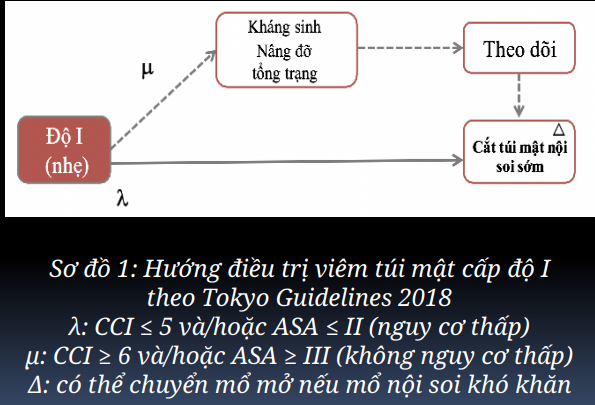 Kháng sinh
Nâng đỡ
tổng trạng
Theo dõi
μ
Độ I
(nhẹ)
Δ
Cắt túi mật nội
soi sớm
λ
Sơ đồ 1: Hướng điều trị viêm túi mật cấp độ I
theo Tokyo Guidelines 2018
λ: CCI ≤ 5 và/hoặc ASA ≤ II (nguy cơ thấp)
μ: CCI ≥ 6 và/hoặc ASA ≥ III (không nguy cơ thấp)
Δ: có thể chuyển mổ mở nếu mổ nội soi khó khăn